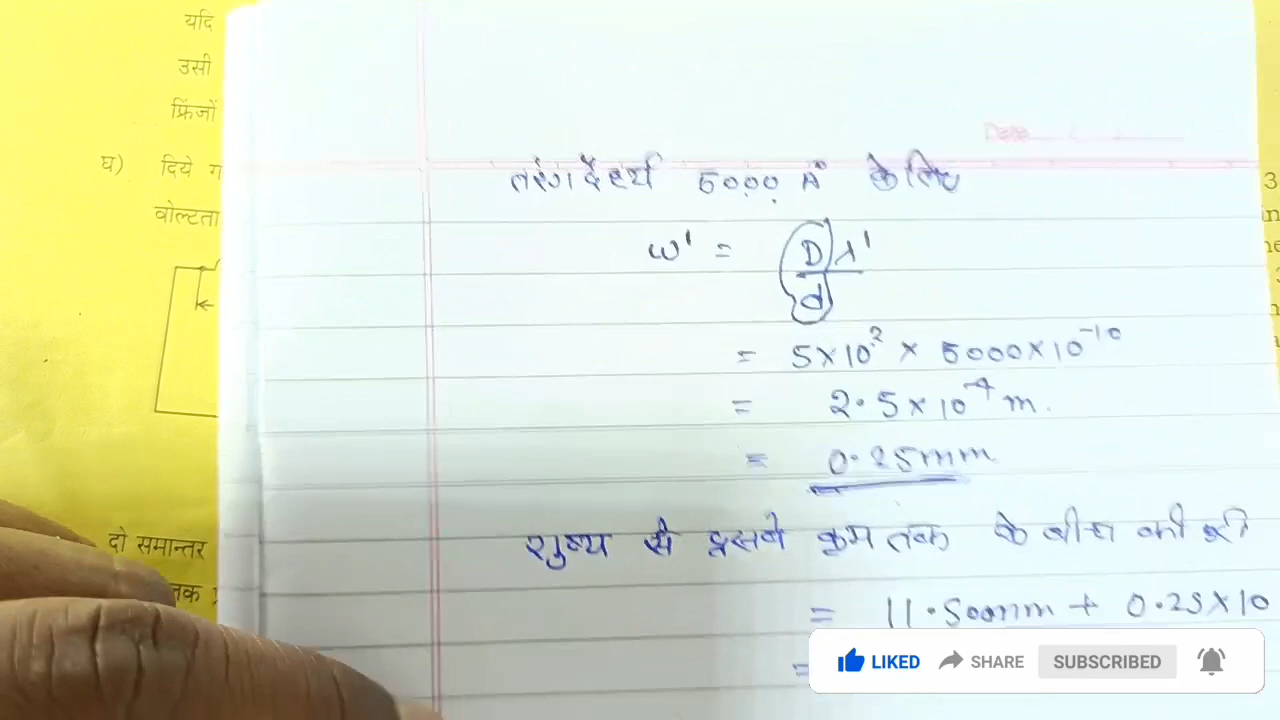 यदि
उसी
फ्रिंजों
घ) दिये ग
वोल्टता
दो समान्तर
Date
तरंगदैर्ध्य 5000 A° के लिए
ω' = D λ'
d
= 5×10² × 5000×10⁻¹⁰
= 2.5×10⁻⁴ m.
= 0.25mm
शुन्य से दसवे क्रम तक के बीच की दूरी
= 11.500mm + 0.25×10
=
LIKED SHARE SUBSCRIBED